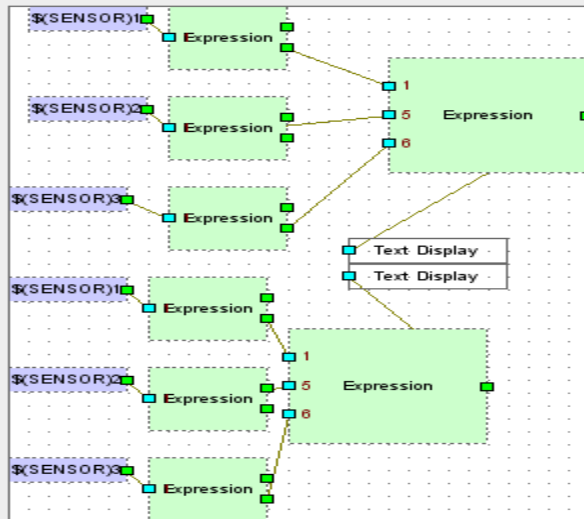 $(SENSOR)1
Expression
1
$(SENSOR)2
Expression
5
Expression
6
$(SENSOR)3
Expression
Text Display
Text Display
$(SENSOR)1
Expression
1
$(SENSOR)2
Expression
5
Expression
6
$(SENSOR)3
Expression